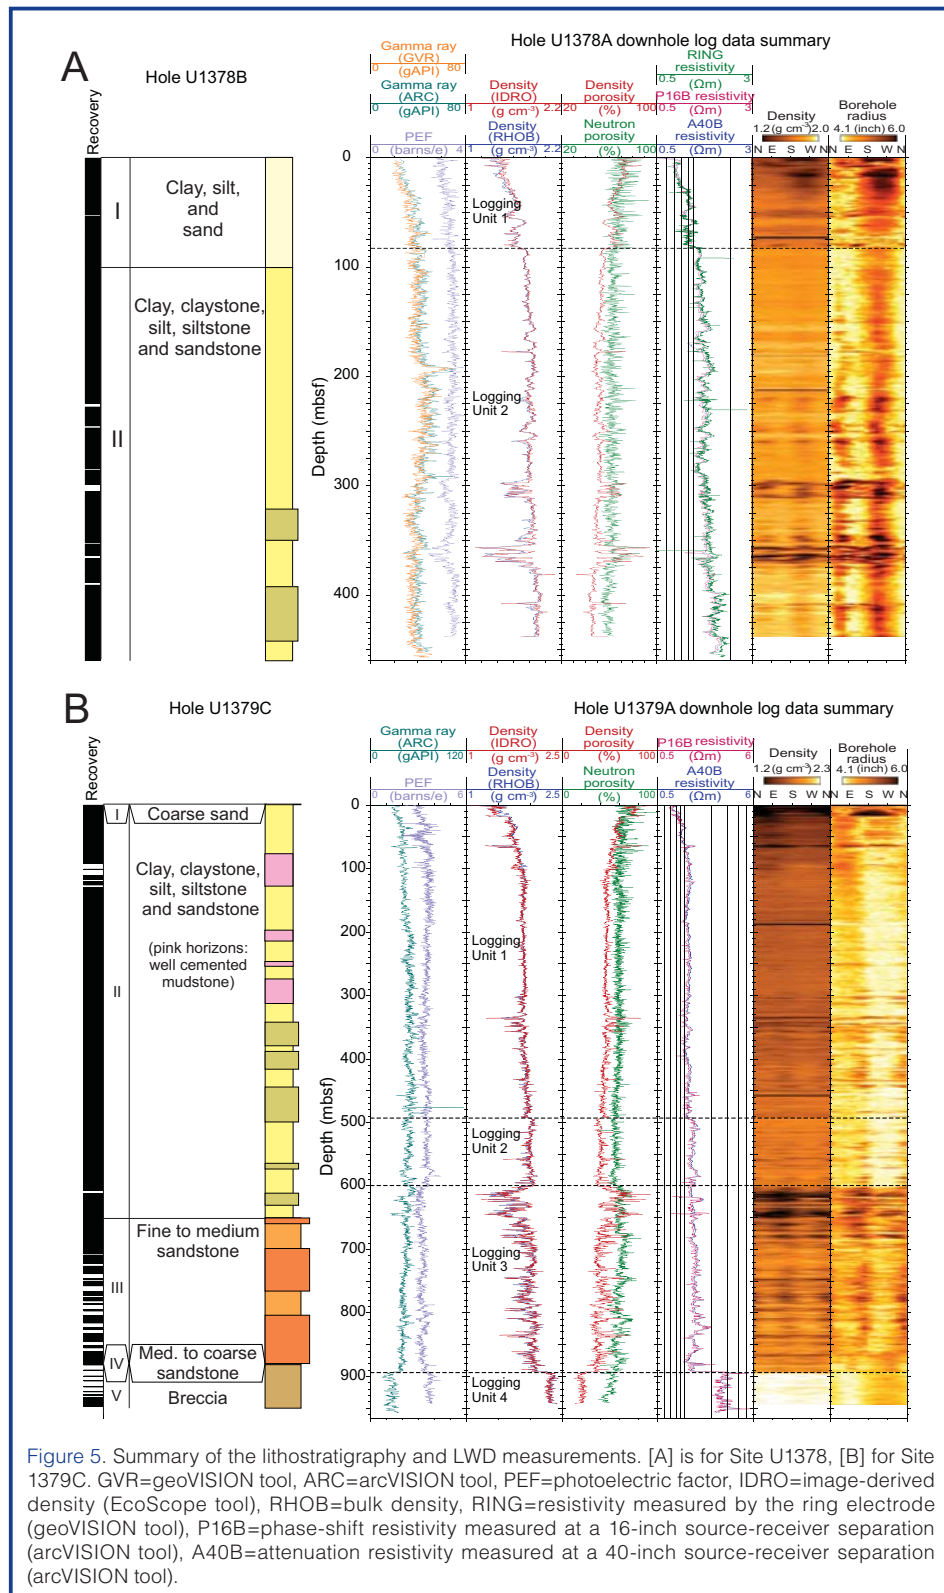 A
Hole U1378B
Hole U1378A downhole log data summary
Recovery
Gamma ray
(GVR)
0 (gAPI) 80
Gamma ray
(ARC)
0 (gAPI) 80
PEF
0 (barns/e) 4
Density
(IDRO)
1 (g cm-3) 2.2
Density
(RHOB)
1 (g cm-3) 2.2
Density
porosity
20 (%) 100
Neutron
porosity
20 (%) 100
RING
resistivity
0.5 (Ωm) 3
P16B resistivity
0.5 (Ωm) 3
A40B
resistivity
0.5 (Ωm) 3
Density
1.2 (g cm-3) 2.0
N E S W N
Borehole
radius
4.1 (inch) 6.0
N E S W N
I
Clay, silt,
and
sand
II
Clay, claystone,
silt, siltstone
and sandstone
Depth (mbsf)
0
100
200
300
400
Logging
Unit 1
Logging
Unit 2
B
Hole U1379C
Hole U1379A downhole log data summary
Recovery
Gamma ray
(ARC)
0 (gAPI) 120
PEF
0 (barns/e) 6
Density
(IDRO)
1 (g cm-3) 2.5
Density
(RHOB)
1 (g cm-3) 2.5
Density
porosity
0 (%) 100
Neutron
porosity
0 (%) 100
P16B resistivity
0.5 (Ωm) 6
A40B
resistivity
0.5 (Ωm) 6
Density
1.2 (g cm-3) 2.3
N E S W N
Borehole
radius
4.1 (inch) 6.0
N E S W N
I
Coarse sand
II
Clay, claystone,
silt, siltstone
and sandstone
(pink horizons:
well cemented
mudstone)
III
Fine to medium
sandstone
IV
Med. to coarse
sandstone
V
Breccia
Depth (mbsf)
0
100
200
300
400
500
600
700
800
900
Logging
Unit 1
Logging
Unit 2
Logging
Unit 3
Logging
Unit 4
Figure 5. Summary of the lithostratigraphy and LWD measurements. [A] is for Site U1378, [B] for Site
1379C. GVR=geoVISION tool, ARC=arcVISION tool, PEF=photoelectric factor, IDRO=image-derived
density (EcoScope tool), RHOB=bulk density, RING=resistivity measured by the ring electrode
(geoVISION tool), P16B=phase-shift resistivity measured at a 16-inch source-receiver separation
(arcVISION tool), A40B=attenuation resistivity measured at a 40-inch source-receiver separation
(arcVISION tool).